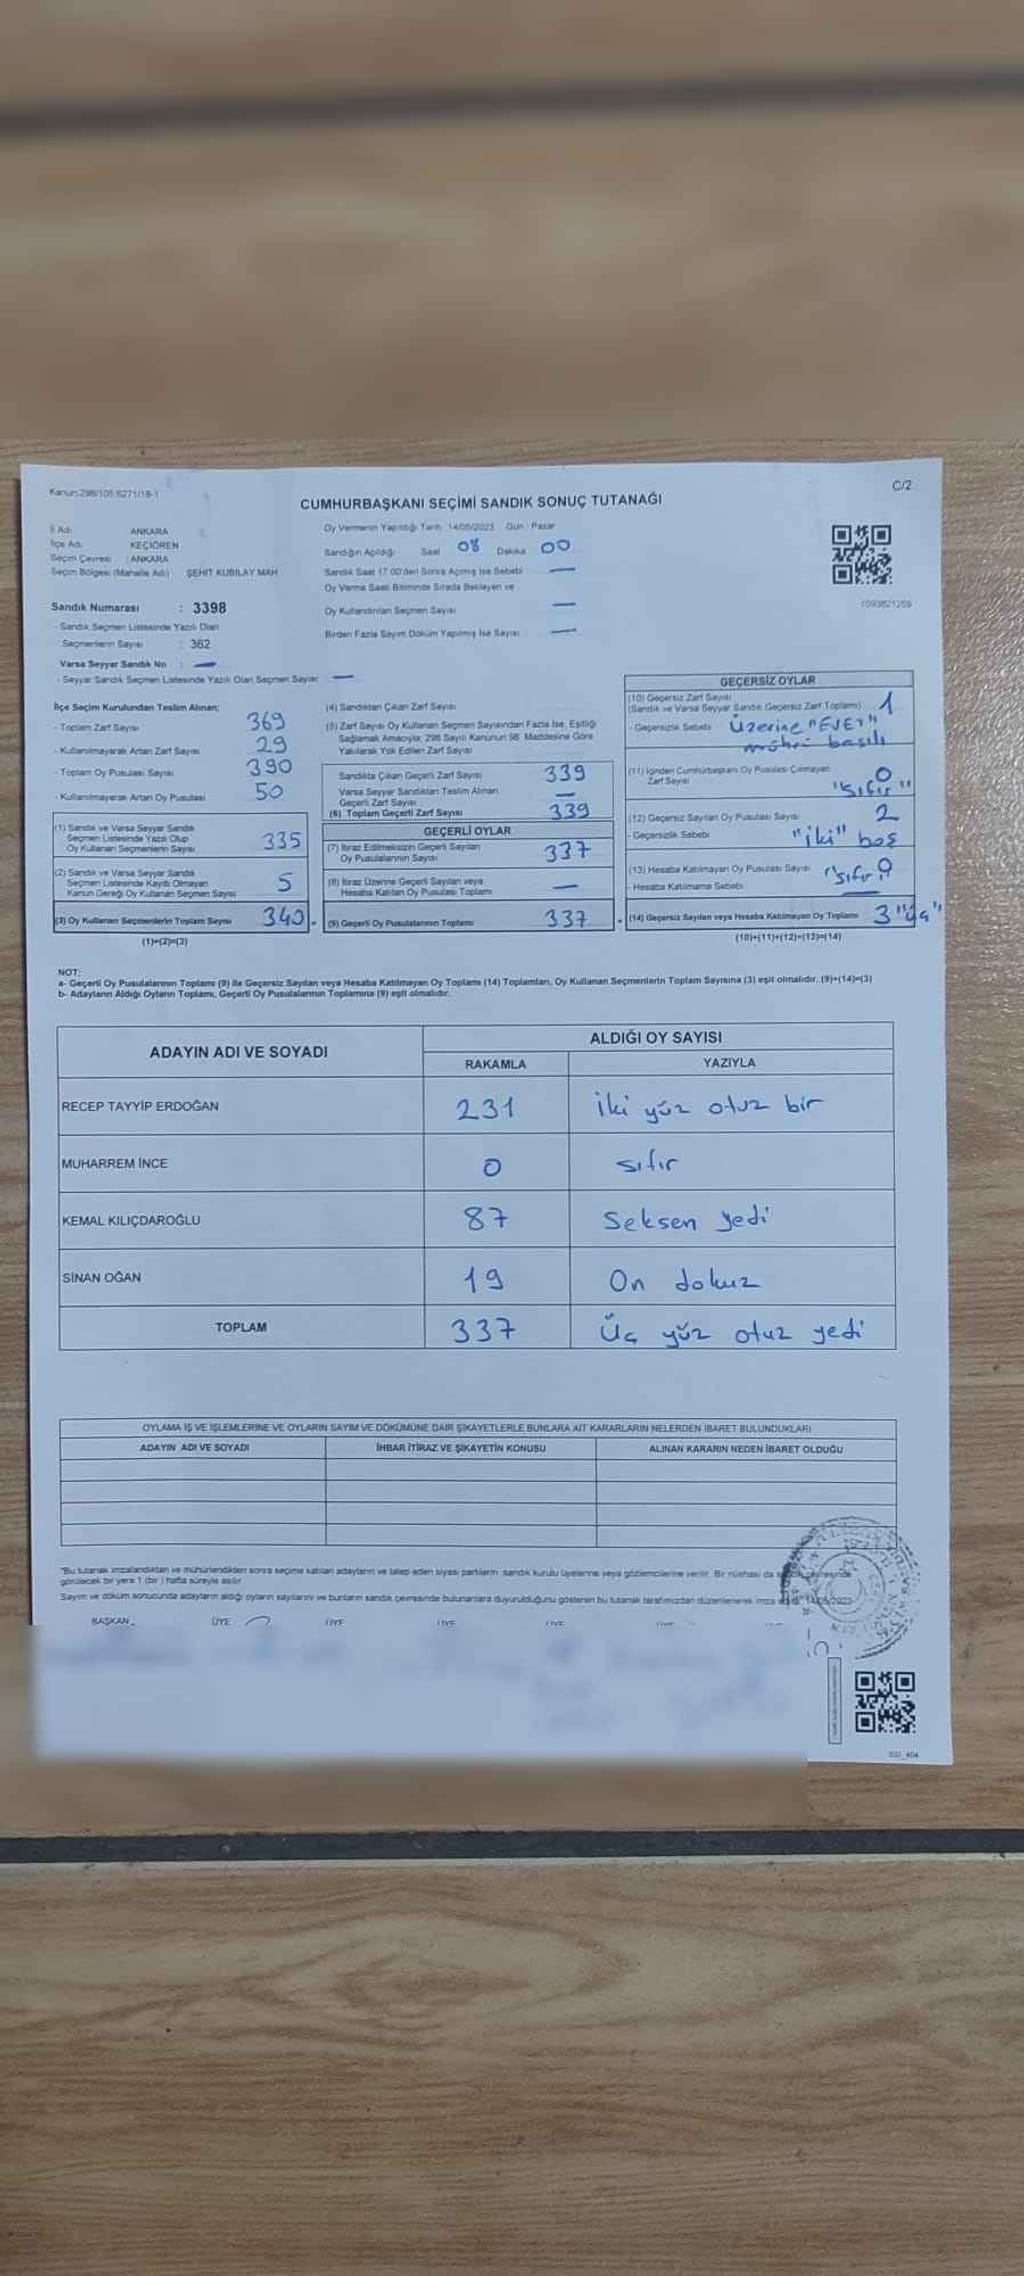 Kanun:298/105 6271/18-1
C/2
CUMHURBAŞKANI SEÇİMİ SANDIK SONUÇ TUTANAĞI
İl Adı ANKARA
İlçe Adı KEÇİÖREN
Seçim Çevresi : ANKARA
Seçim Bölgesi (Mahalle Adı) ŞEHİT KUBİLAY MAH
Sandık Numarası : 3398
- Sandık Seçmen Listesinde Yazılı Olan
Seçmenlerin Sayısı : 362
Varsa Seyyar Sandık No : —
- Seyyar Sandık Seçmen Listesinde Yazılı Olan Seçmen Sayısı —
Oy Vermenin Yapıldığı Tarih 14/05/2023 Gün : Pazar
Sandığın Açıldığı Saat 08 Dakika 00
Sandık Saat 17.00'den Sonra Açılmış İse Sebebi —
Oy Verme Saati Bitiminde Sırada Bekleyen ve
Oy Kullandırılan Seçmen Sayısı —
Birden Fazla Sayım Döküm Yapılmış İse Sayısı —
1093821259
İlçe Seçim Kurulundan Teslim Alınan;
- Toplam Zarf Sayısı 369
- Kullanılmayarak Artan Zarf Sayısı 29
- Toplam Oy Pusulası Sayısı 390
- Kullanılmayarak Artan Oy Pusulası 50
(1) Sandık ve Varsa Seyyar Sandık
Seçmen Listesinde Yazılı Olup
Oy Kullanan Seçmenlerin Sayısı 335
(2) Sandık ve Varsa Seyyar Sandık
Seçmen Listesinde Kayıtlı Olmayan
Kanun Gereği Oy Kullanan Seçmen Sayısı 5
(3) Oy Kullanan Seçmenlerin Toplam Sayısı 340
(1)+(2)=(3)
(4) Sandıktan Çıkan Zarf Sayısı
(5) Zarf Sayısı Oy Kullanan Seçmen Sayısından Fazla İse, Eşitliği
Sağlamak Amacıyla; 298 Sayılı Kanunun 98. Maddesine Göre
Yakılarak Yok Edilen Zarf Sayısı
Sandıkta Çıkan Geçerli Zarf Sayısı 339
Varsa Seyyar Sandıktan Teslim Alınan
Geçerli Zarf Sayısı —
(6) Toplam Geçerli Zarf Sayısı 339
GEÇERLİ OYLAR
(7) İtiraz Edilmeksizin Geçerli Sayılan
Oy Pusulalarının Sayısı 337
(8) İtiraz Üzerine Geçerli Sayılan veya
Hesaba Katılan Oy Pusulası Toplamı —
(9) Geçerli Oy Pusulalarının Toplamı 337
GEÇERSİZ OYLAR
(10) Geçersiz Zarf Sayısı
(Sandık ve Varsa Seyyar Sandık Geçersiz Zarf Toplamı) 1
- Geçersizlik Sebebi Üzerine "EVET"
mührü basılı
(11) İçinden Cumhurbaşkanı Oy Pusulası Çıkmayan
Zarf Sayısı 0
"Sıfır"
(12) Geçersiz Sayılan Oy Pusulası Sayısı 2
- Geçersizlik Sebebi "iki" boş
(13) Hesaba Katılmayan Oy Pusulası Sayısı "Sıfır" 0
- Hesaba Katılmama Sebebi —
(14) Geçersiz Sayılan veya Hesaba Katılmayan Oy Toplamı 3 "üç"
(10)+(11)+(12)+(13)=(14)
NOT:
a- Geçerli Oy Pusulalarının Toplamı (9) ile Geçersiz Sayılan veya Hesaba Katılmayan Oy Toplamı (14) Toplamları, Oy Kullanan Seçmenlerin Toplam Sayısına (3) eşit olmalıdır. (9)+(14)=(3)
b- Adayların Aldığı Oyların Toplamı, Geçerli Oy Pusulalarının Toplamına (9) eşit olmalıdır.
ADAYIN ADI VE SOYADI
ALDIĞI OY SAYISI
RAKAMLA YAZIYLA
RECEP TAYYİP ERDOĞAN 231 İki yüz otuz bir
MUHARREM İNCE 0 sıfır
KEMAL KILIÇDAROĞLU 87 Seksen yedi
SİNAN OĞAN 19 On dokuz
TOPLAM 337 Üç yüz otuz yedi
OYLAMA İŞ VE İŞLEMLERİNE VE OYLARIN SAYIM VE DÖKÜMÜNE DAİR ŞİKAYETLERLE BUNLARA AİT KARARLARIN NELERDEN İBARET BULUNDUKLARI
ADAYIN ADI VE SOYADI İHBAR İTİRAZ VE ŞİKAYETİN KONUSU ALINAN KARARIN NEDEN İBARET OLDUĞU
"Bu tutanak imzalandıktan ve mühürlendikten sonra seçime katılan adayların ve talep eden siyasi partilerin sandık kurulu üyelerine veya gözlemcilerine verilir. Bir nüshası da
görülecek bir yere 1 (bir) hafta süreyle asılır.
Sayım ve döküm sonucunda adayların aldığı oyların sayılarını ve bunların sandık çevresinde bulunanlara duyurulduğunu gösteren bu tutanak tarafımızdan düzenlenerek imza 14/05/2023
BAŞKAN ÜYE ÜYE ÜYE ÜYE